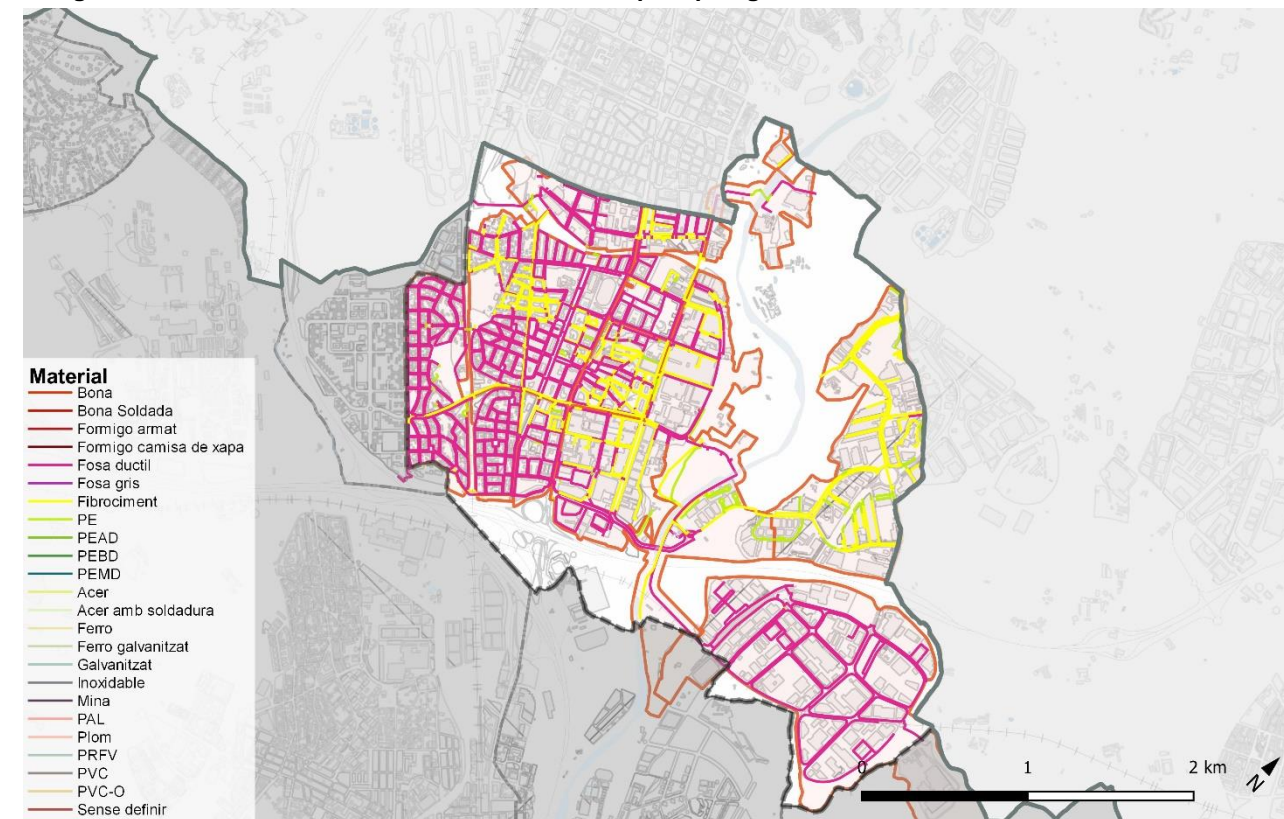 Material
Bona
Bona Soldada
Formigo armat
Formigo camisa de xapa
Fosa ductil
Fosa gris
Fibrociment
PE
PEAD
PEBD
PEMD
Acer
Acer amb soldadura
Ferro
Ferro galvanitzat
Galvanitzat
Inoxidable
Mina
PAL
Plom
PRFV
PVC
PVC-O
Sense definir
0 1 2 km
N